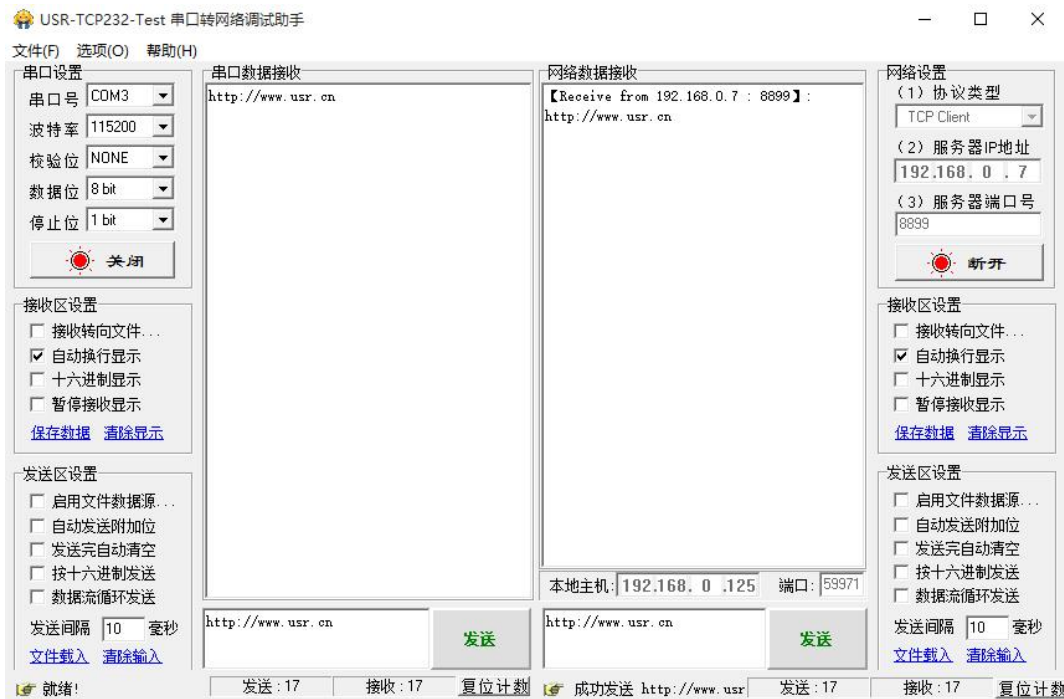 USR-TCP232-Test 串口转网络调试助手
文件(F) 选项(O) 帮助(H)
串口设置
串口号 COM3
波特率 115200
校验位 NONE
数据位 8 bit
停止位 1 bit
关闭
接收区设置
接收转向文件...
自动换行显示
十六进制显示
暂停接收显示
保存数据 清除显示
发送区设置
启用文件数据源...
自动发送附加位
发送完自动清空
按十六进制发送
数据流循环发送
发送间隔 10 毫秒
文件载入 清除输入
就绪!
串口数据接收
http://www.usr.cn
http://www.usr.cn
发送
发送:17 接收:17 复位计数
网络数据接收
【Receive from 192.168.0.7 : 8899】:
http://www.usr.cn
本地主机: 192.168. 0 .125 端口: 59971
http://www.usr.cn
发送
成功发送 http://www.usr 发送:17 接收:17 复位计数
网络设置
(1) 协议类型
TCP Client
(2) 服务器IP地址
192.168. 0 . 7
(3) 服务器端口号
8899
断开
接收区设置
接收转向文件...
自动换行显示
十六进制显示
暂停接收显示
保存数据 清除显示
发送区设置
启用文件数据源...
自动发送附加位
发送完自动清空
按十六进制发送
数据流循环发送
发送间隔 10 毫秒
文件载入 清除输入